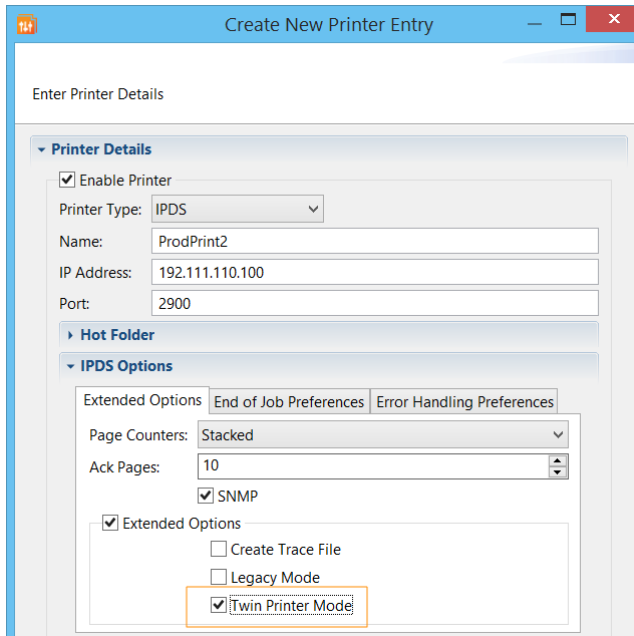 Create New Printer Entry
Enter Printer Details
Printer Details
Enable Printer
Printer Type: IPDS
Name: ProdPrint2
IP Address: 192.111.110.100
Port: 2900
Hot Folder
IPDS Options
Extended Options End of Job Preferences Error Handling Preferences
Page Counters: Stacked
Ack Pages: 10
SNMP
Extended Options
Create Trace File
Legacy Mode
Twin Printer Mode